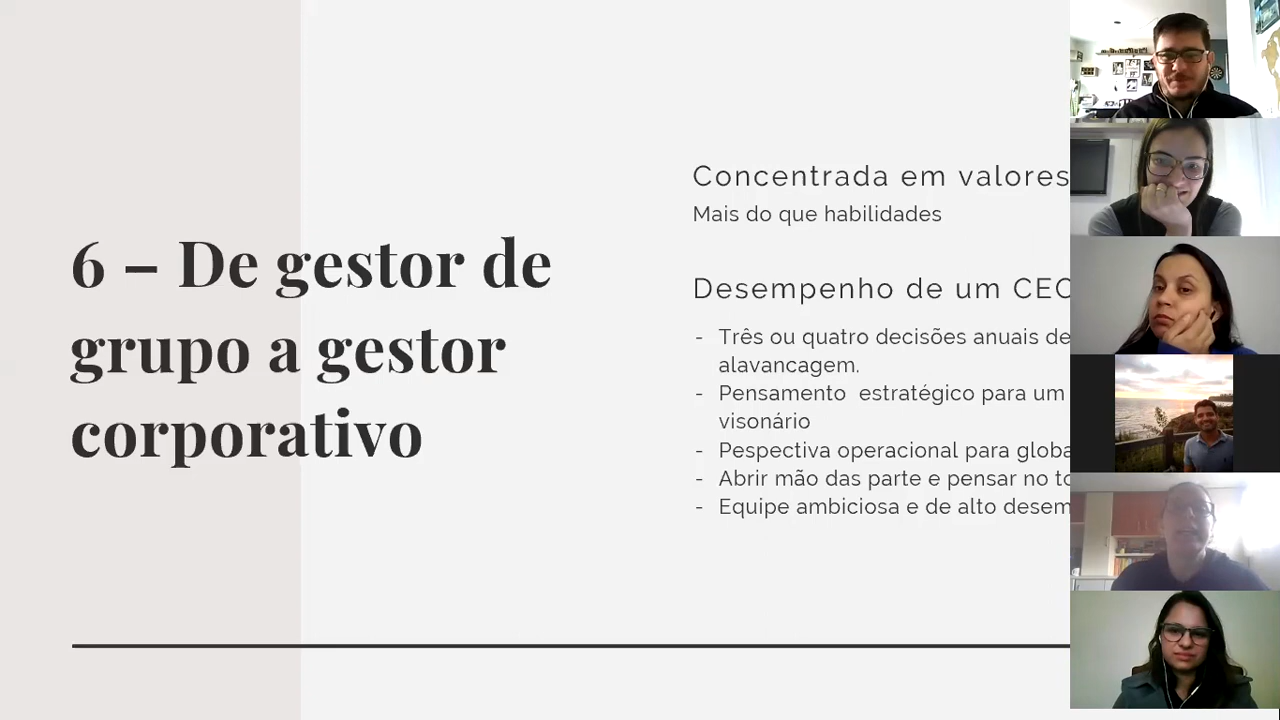 6 – De gestor de
grupo a gestor
corporativo
Concentrada em valores
Mais do que habilidades
Desempenho de um CEO
- Três ou quatro decisões anuais de
alavancagem.
- Pensamento estratégico para um
visonário
- Pespectiva operacional para
- Abrir mão das parte e pensar no
- Equipe ambiciosa e de alto